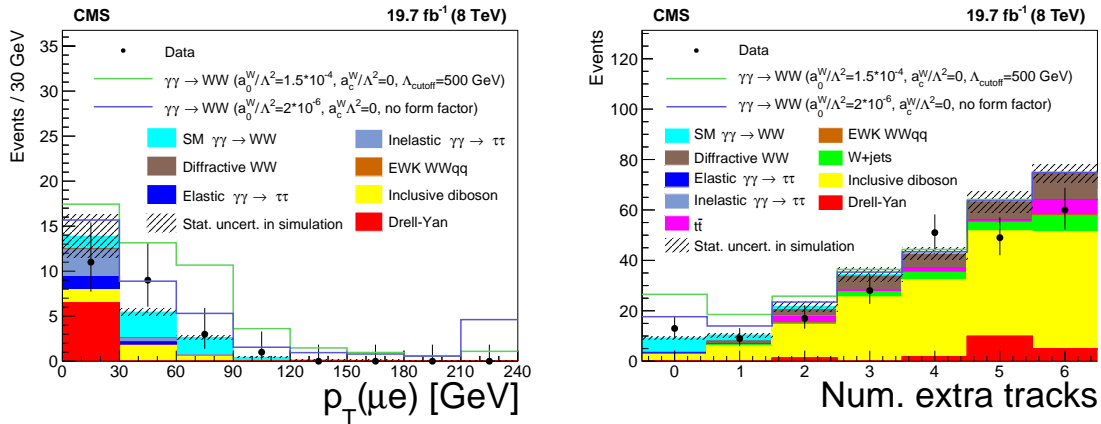 CMS 19.7 fb⁻¹ (8 TeV)
Events / 30 GeV
35
30
25
20
15
10
5
0
Data
γγ → WW (a₀ᵂ/Λ²=1.5*10⁻⁴, a_cᵂ/Λ²=0, Λ_cutoff=500 GeV)
γγ → WW (a₀ᵂ/Λ²=2*10⁻⁶, a_cᵂ/Λ²=0, no form factor)
SM γγ → WW
Diffractive WW
Elastic γγ → ττ
Stat. uncert. in simulation
Inelastic γγ → ττ
EWK WWqq
Inclusive diboson
Drell-Yan
0 30 60 90 120 150 180 210 240
p_T(μe) [GeV]
CMS 19.7 fb⁻¹ (8 TeV)
Events
120
100
80
60
40
20
0
Data
γγ → WW (a₀ᵂ/Λ²=1.5*10⁻⁴, a_cᵂ/Λ²=0, Λ_cutoff=500 GeV)
γγ → WW (a₀ᵂ/Λ²=2*10⁻⁶, a_cᵂ/Λ²=0, no form factor)
SM γγ → WW
Diffractive WW
Elastic γγ → ττ
Inelastic γγ → ττ
tt̄
Stat. uncert. in simulation
EWK WWqq
W+jets
Inclusive diboson
Drell-Yan
0 1 2 3 4 5 6
Num. extra tracks